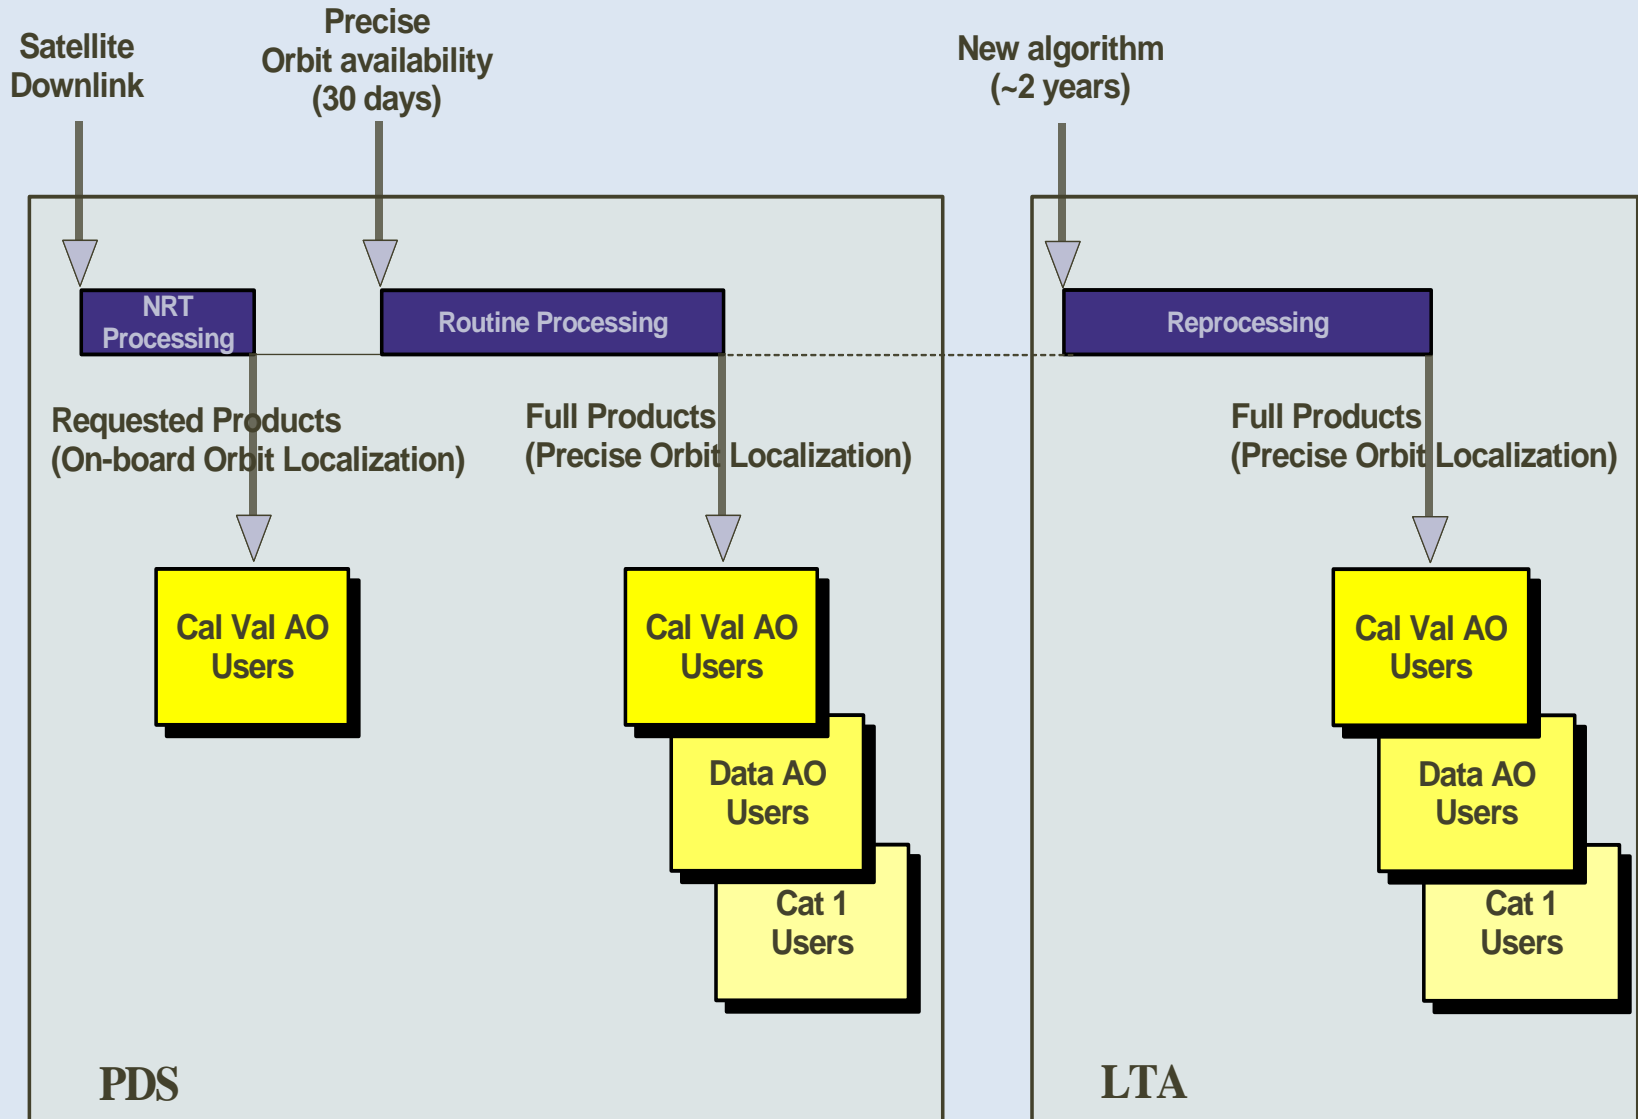 Satellite
Downlink
Precise
Orbit availability
(30 days)
New algorithm
(~2 years)
NRT
Processing
Routine Processing
Reprocessing
Requested Products
(On-board Orbit Localization)
Full Products
(Precise Orbit Localization)
Full Products
(Precise Orbit Localization)
Cal Val AO
Users
Cal Val AO
Users
Cal Val AO
Users
Data AO
Users
Data AO
Users
Cat 1
Users
Cat 1
Users
PDS
LTA